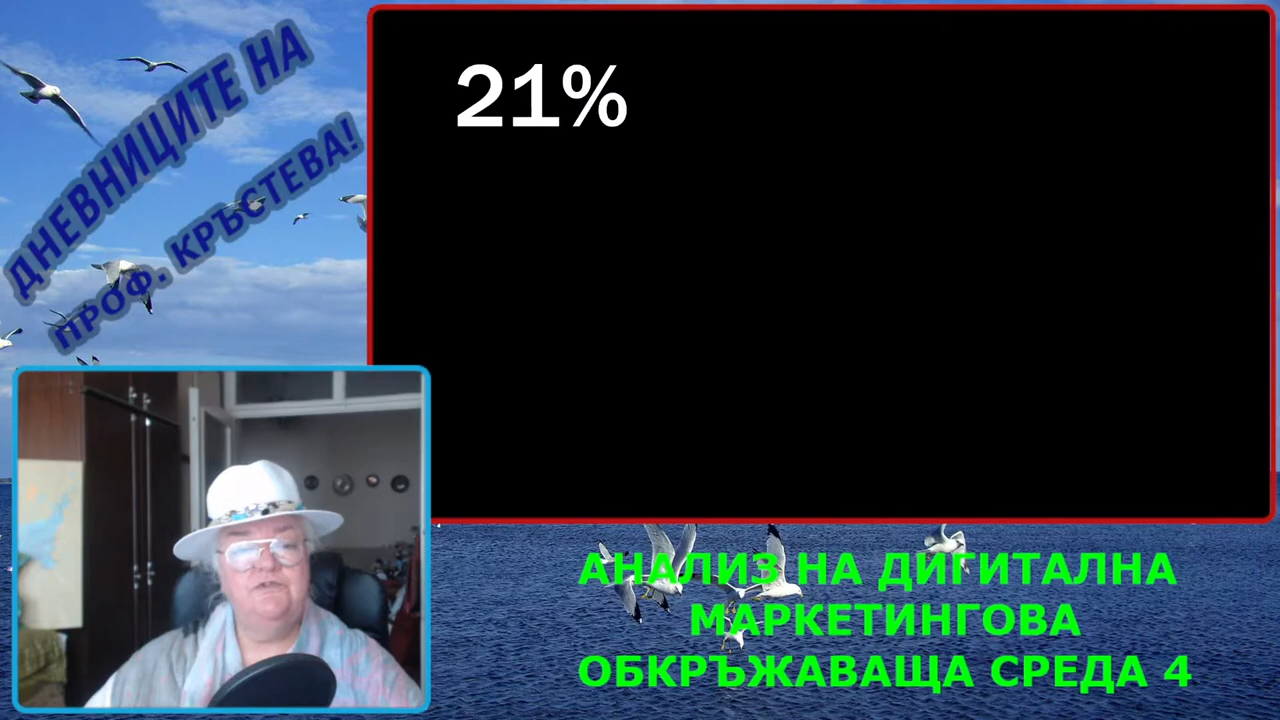 ДНЕВНИЦИТЕ НА
ПРОФ. КРЪСТЕВА!
21%
АНАЛИЗ НА ДИГИТАЛНА
МАРКЕТИНГОВА
ОБКРЪЖАВАЩА СРЕДА 4